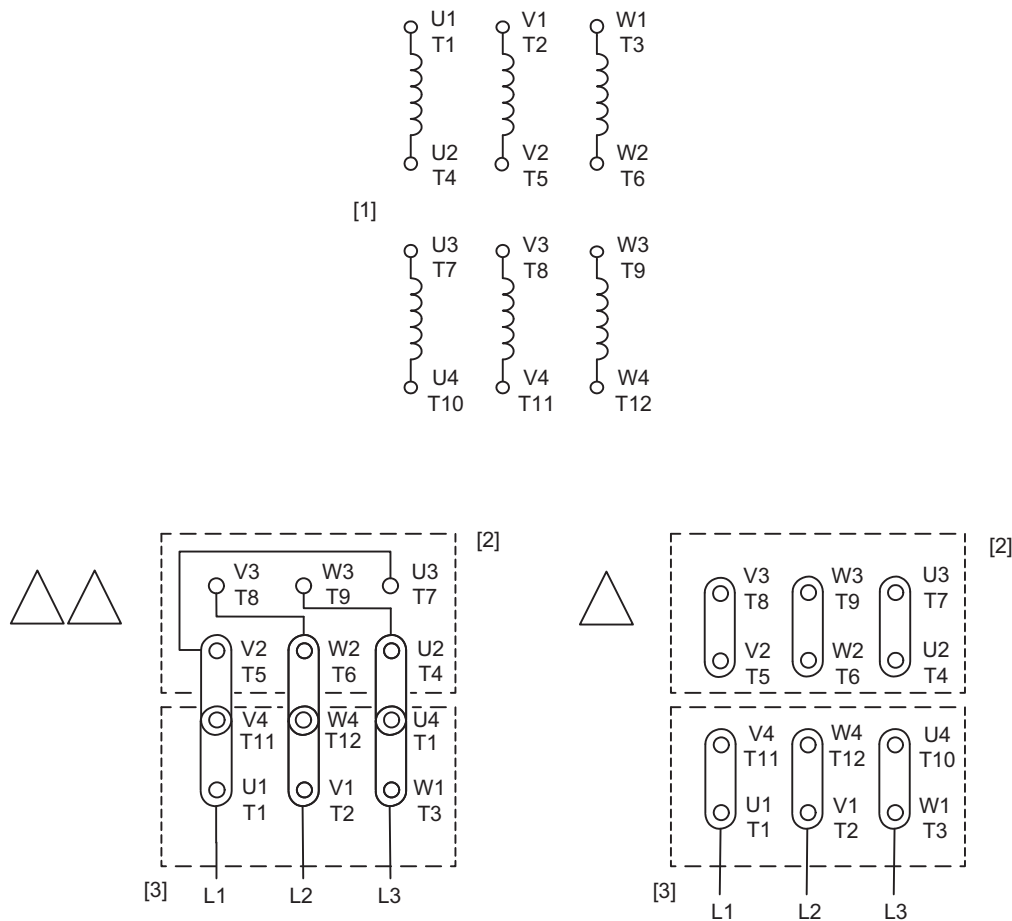 U1 V1 W1
T1 T2 T3
U2 V2 W2
T4 T5 T6
[1]
U3 V3 W3
T7 T8 T9
U4 V4 W4
T10 T11 T12
[2]
V3 W3 U3
T8 T9 T7
V2 W2 U2
T5 T6 T4
V4 W4 U4
T11 T12 T1
U1 V1 W1
T1 T2 T3
[3] L1 L2 L3
[2]
V3 W3 U3
T8 T9 T7
V2 W2 U2
T5 T6 T4
V4 W4 U4
T11 T12 T10
U1 V1 W1
T1 T2 T3
[3] L1 L2 L3